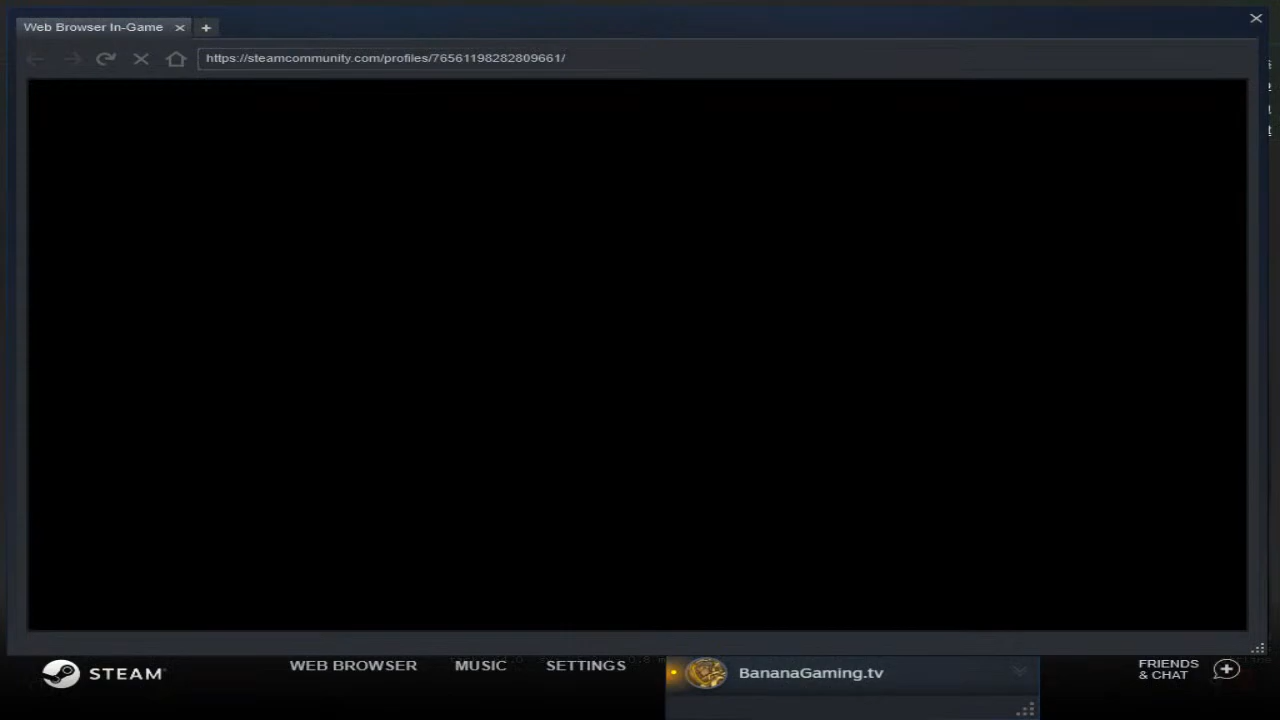 Web Browser In-Game
https://steamcommunity.com/profiles/76561198282809661/
STEAM
WEB BROWSER
MUSIC
SETTINGS
BananaGaming.tv
FRIENDS
& CHAT